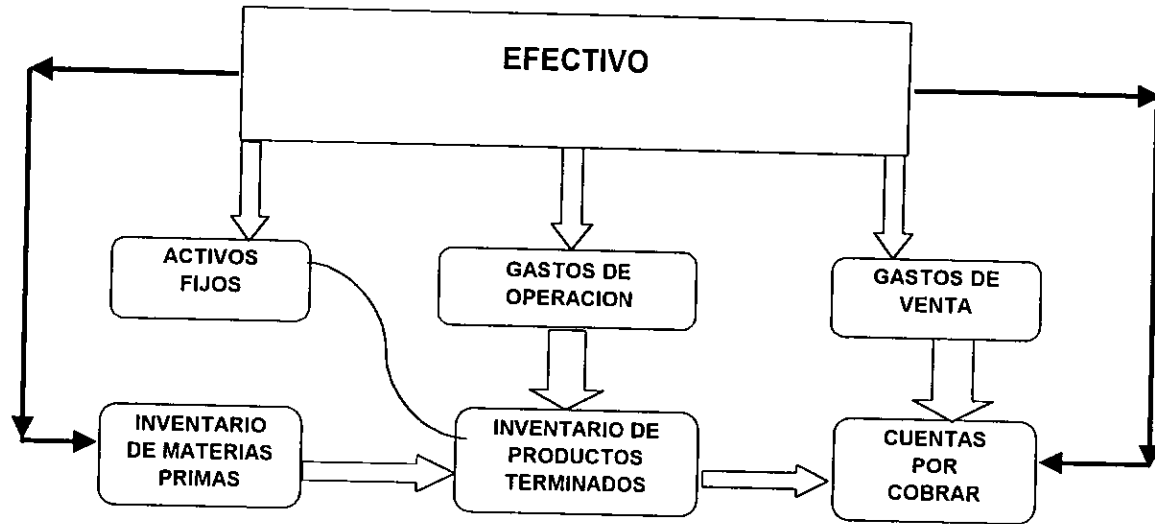 EFECTIVO
ACTIVOS
FIJOS
GASTOS DE
OPERACION
GASTOS DE
VENTA
INVENTARIO
DE MATERIAS
PRIMAS
INVENTARIO DE
PRODUCTOS
TERMINADOS
CUENTAS
POR
COBRAR